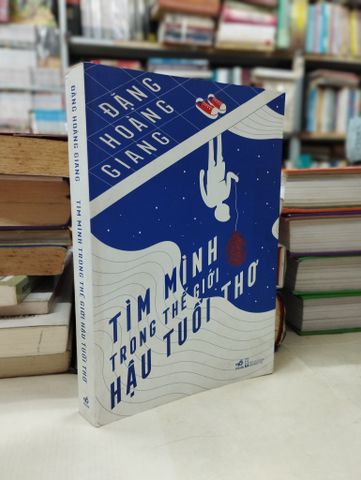 ĐẶNG
HOÀNG
GIANG
TÌM MÌNH
TRONG THẾ GIỚI
HẬU TUỔI THƠ
ĐẶNG HOÀNG GIANG TÌM MÌNH TRONG THẾ GIỚI HẬU TUỔI THƠ